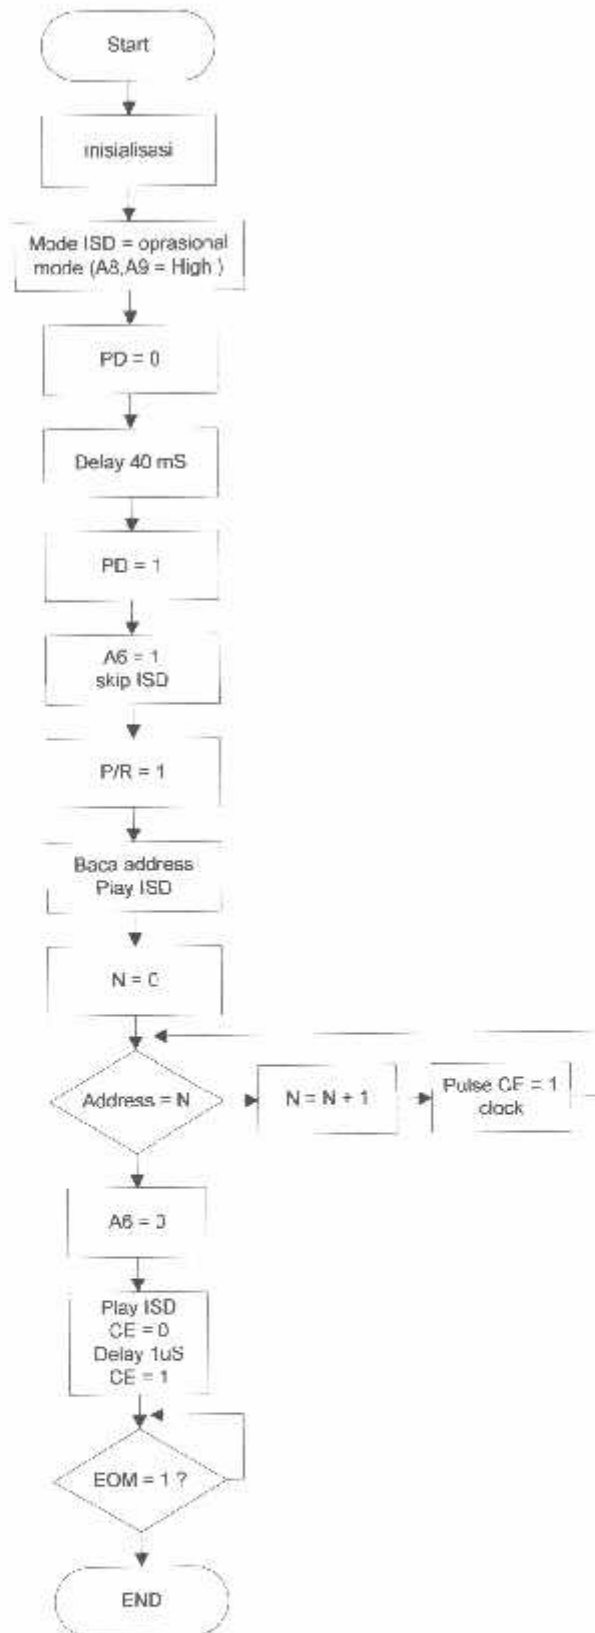 Start
inisialisasi
Mode ISD = oprasional
mode (A8,A9 = High )
PD = 0
Delay 40 mS
PD = 1
A6 = 1
skip ISD
P/R = 1
Baca address
Play ISD
N = 0
Address = N
N = N + 1
Pulse CE = 1
clock
A6 = 0
Play ISD
CE = 0
Delay 1uS
CE = 1
EOM = 1 ?
END